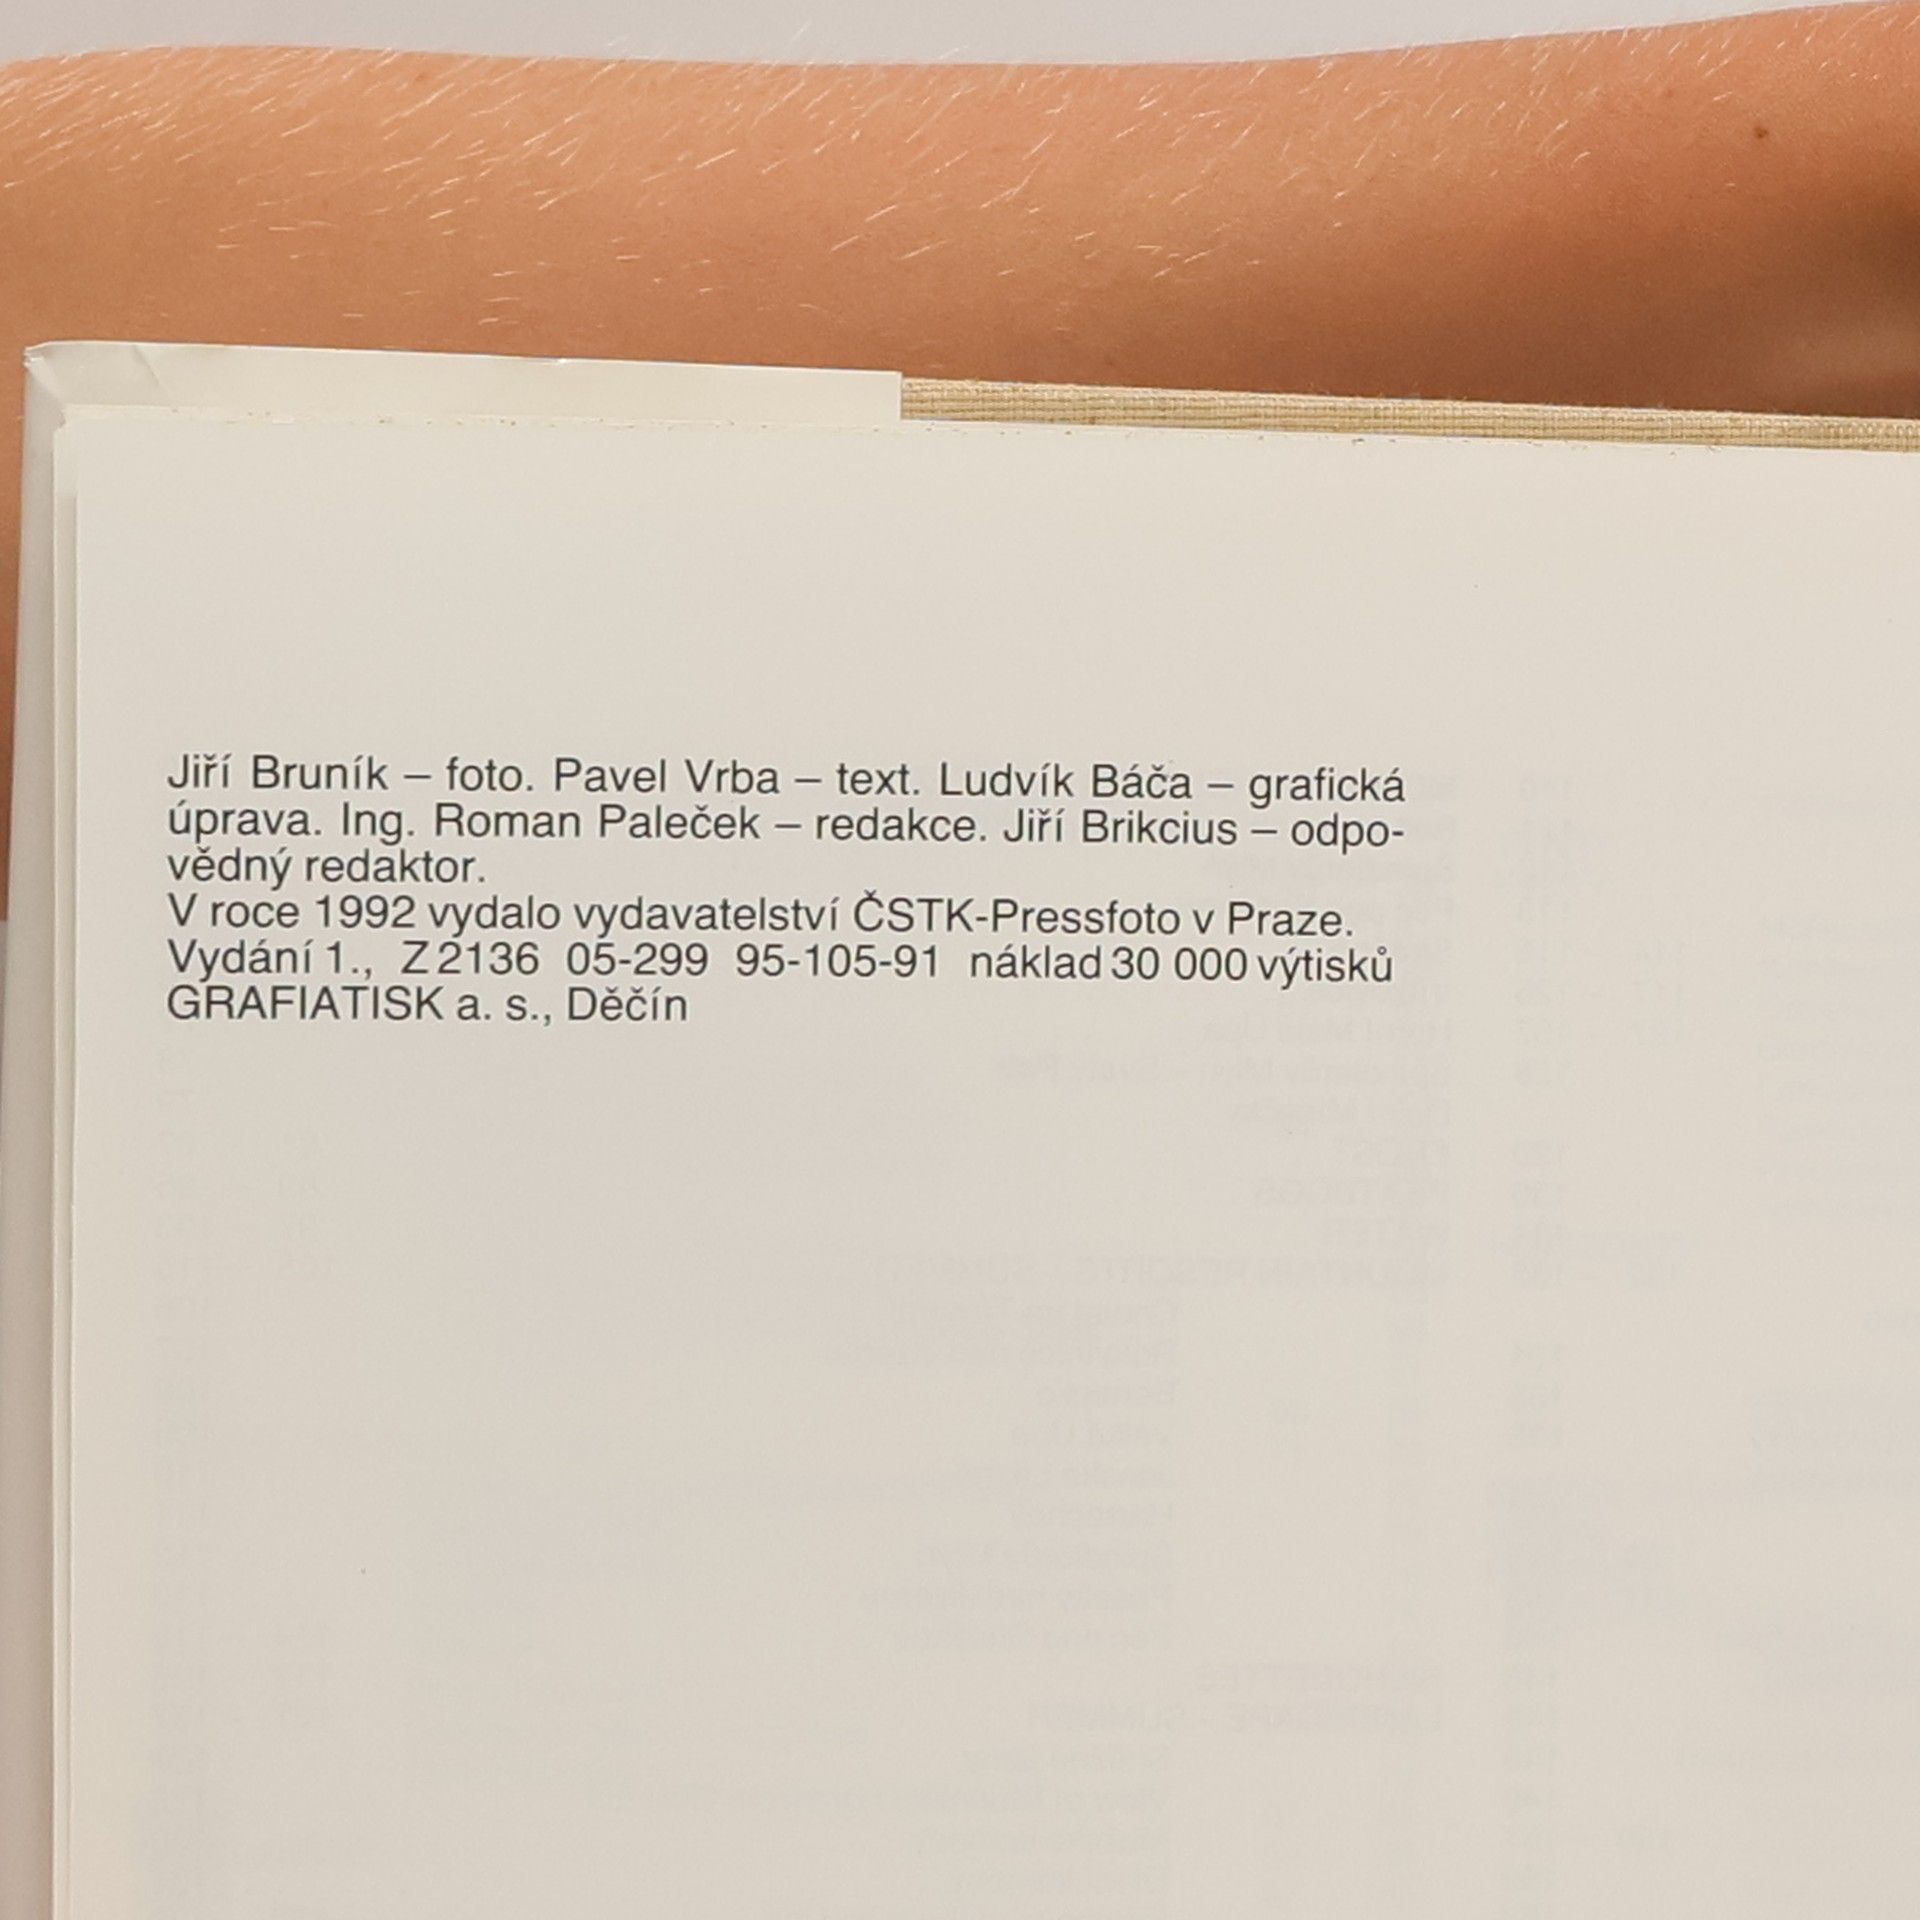 Jiří Bruník – foto. Pavel Vrba – text. Ludvík Báča – grafická
úprava. Ing. Roman Paleček – redakce. Jiří Brikcius – odpo-
vědný redaktor.
V roce 1992 vydalo vydavatelství ČSTK-Pressfoto v Praze.
Vydání 1., Z 2136 05-299 95-105-91 náklad 30 000 výtisků
GRAFIATISK a. s., Děčín